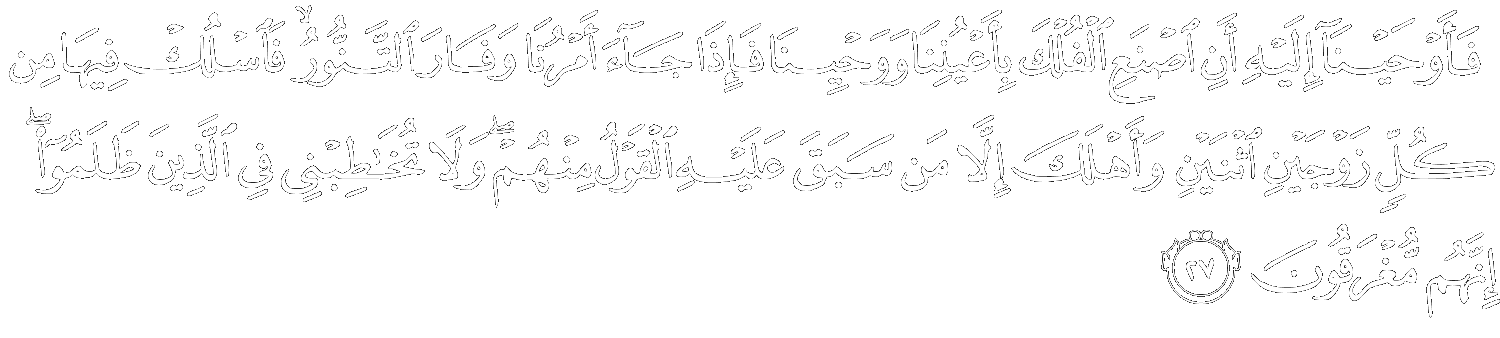 فَأَوْحَيْنَآ إِلَيْهِ أَنِ ٱصْنَعِ ٱلْفُلْكَ بِأَعْيُنِنَا وَوَحْيِنَا فَإِذَا جَآءَ أَمْرُنَا وَفَارَ ٱلتَّنُّورُ ۙ فَٱسْلُكْ فِيهَا مِن
كُلٍّ زَوْجَيْنِ ٱثْنَيْنِ وَأَهْلَكَ إِلَّا مَن سَبَقَ عَلَيْهِ ٱلْقَوْلُ مِنْهُمْ ۖ وَلَا تُخَٰطِبْنِى فِى ٱلَّذِينَ ظَلَمُوٓا۟ ۖ
إِنَّهُم مُّغْرَقُونَ ٢٧